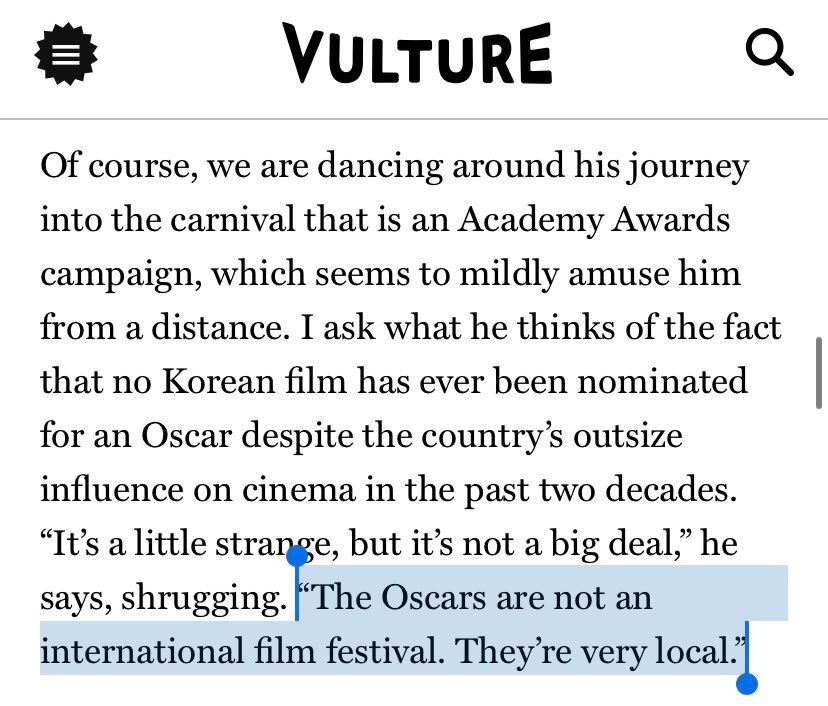 VULTURE
Of course, we are dancing around his journey
into the carnival that is an Academy Awards
campaign, which seems to mildly amuse him
from a distance. I ask what he thinks of the fact
that no Korean film has ever been nominated
for an Oscar despite the country’s outsize
influence on cinema in the past two decades.
“It’s a little strange, but it’s not a big deal,” he
says, shrugging. “The Oscars are not an
international film festival. They’re very local.”